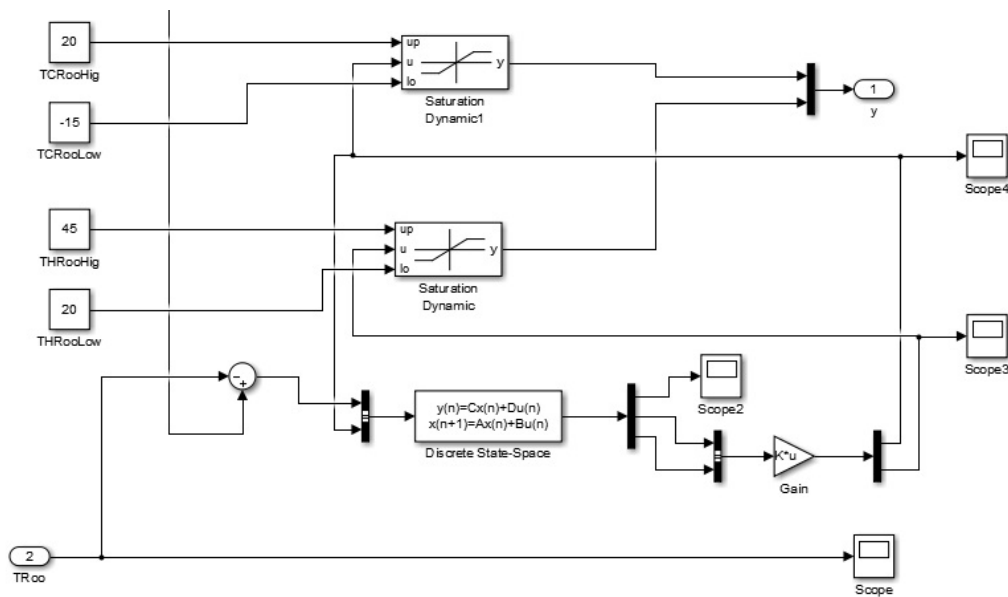 20
TCRooHig
up
u
lo
y
Saturation
Dynamic1
-15
TCRooLow
1
y
Scope4
45
THRooHig
up
u
lo
y
Saturation
Dynamic
20
THRooLow
Scope3
-
+
y(n)=Cx(n)+Du(n)
x(n+1)=Ax(n)+Bu(n)
Discrete State-Space
Scope2
K*u
Gain
2
TRoo
Scope